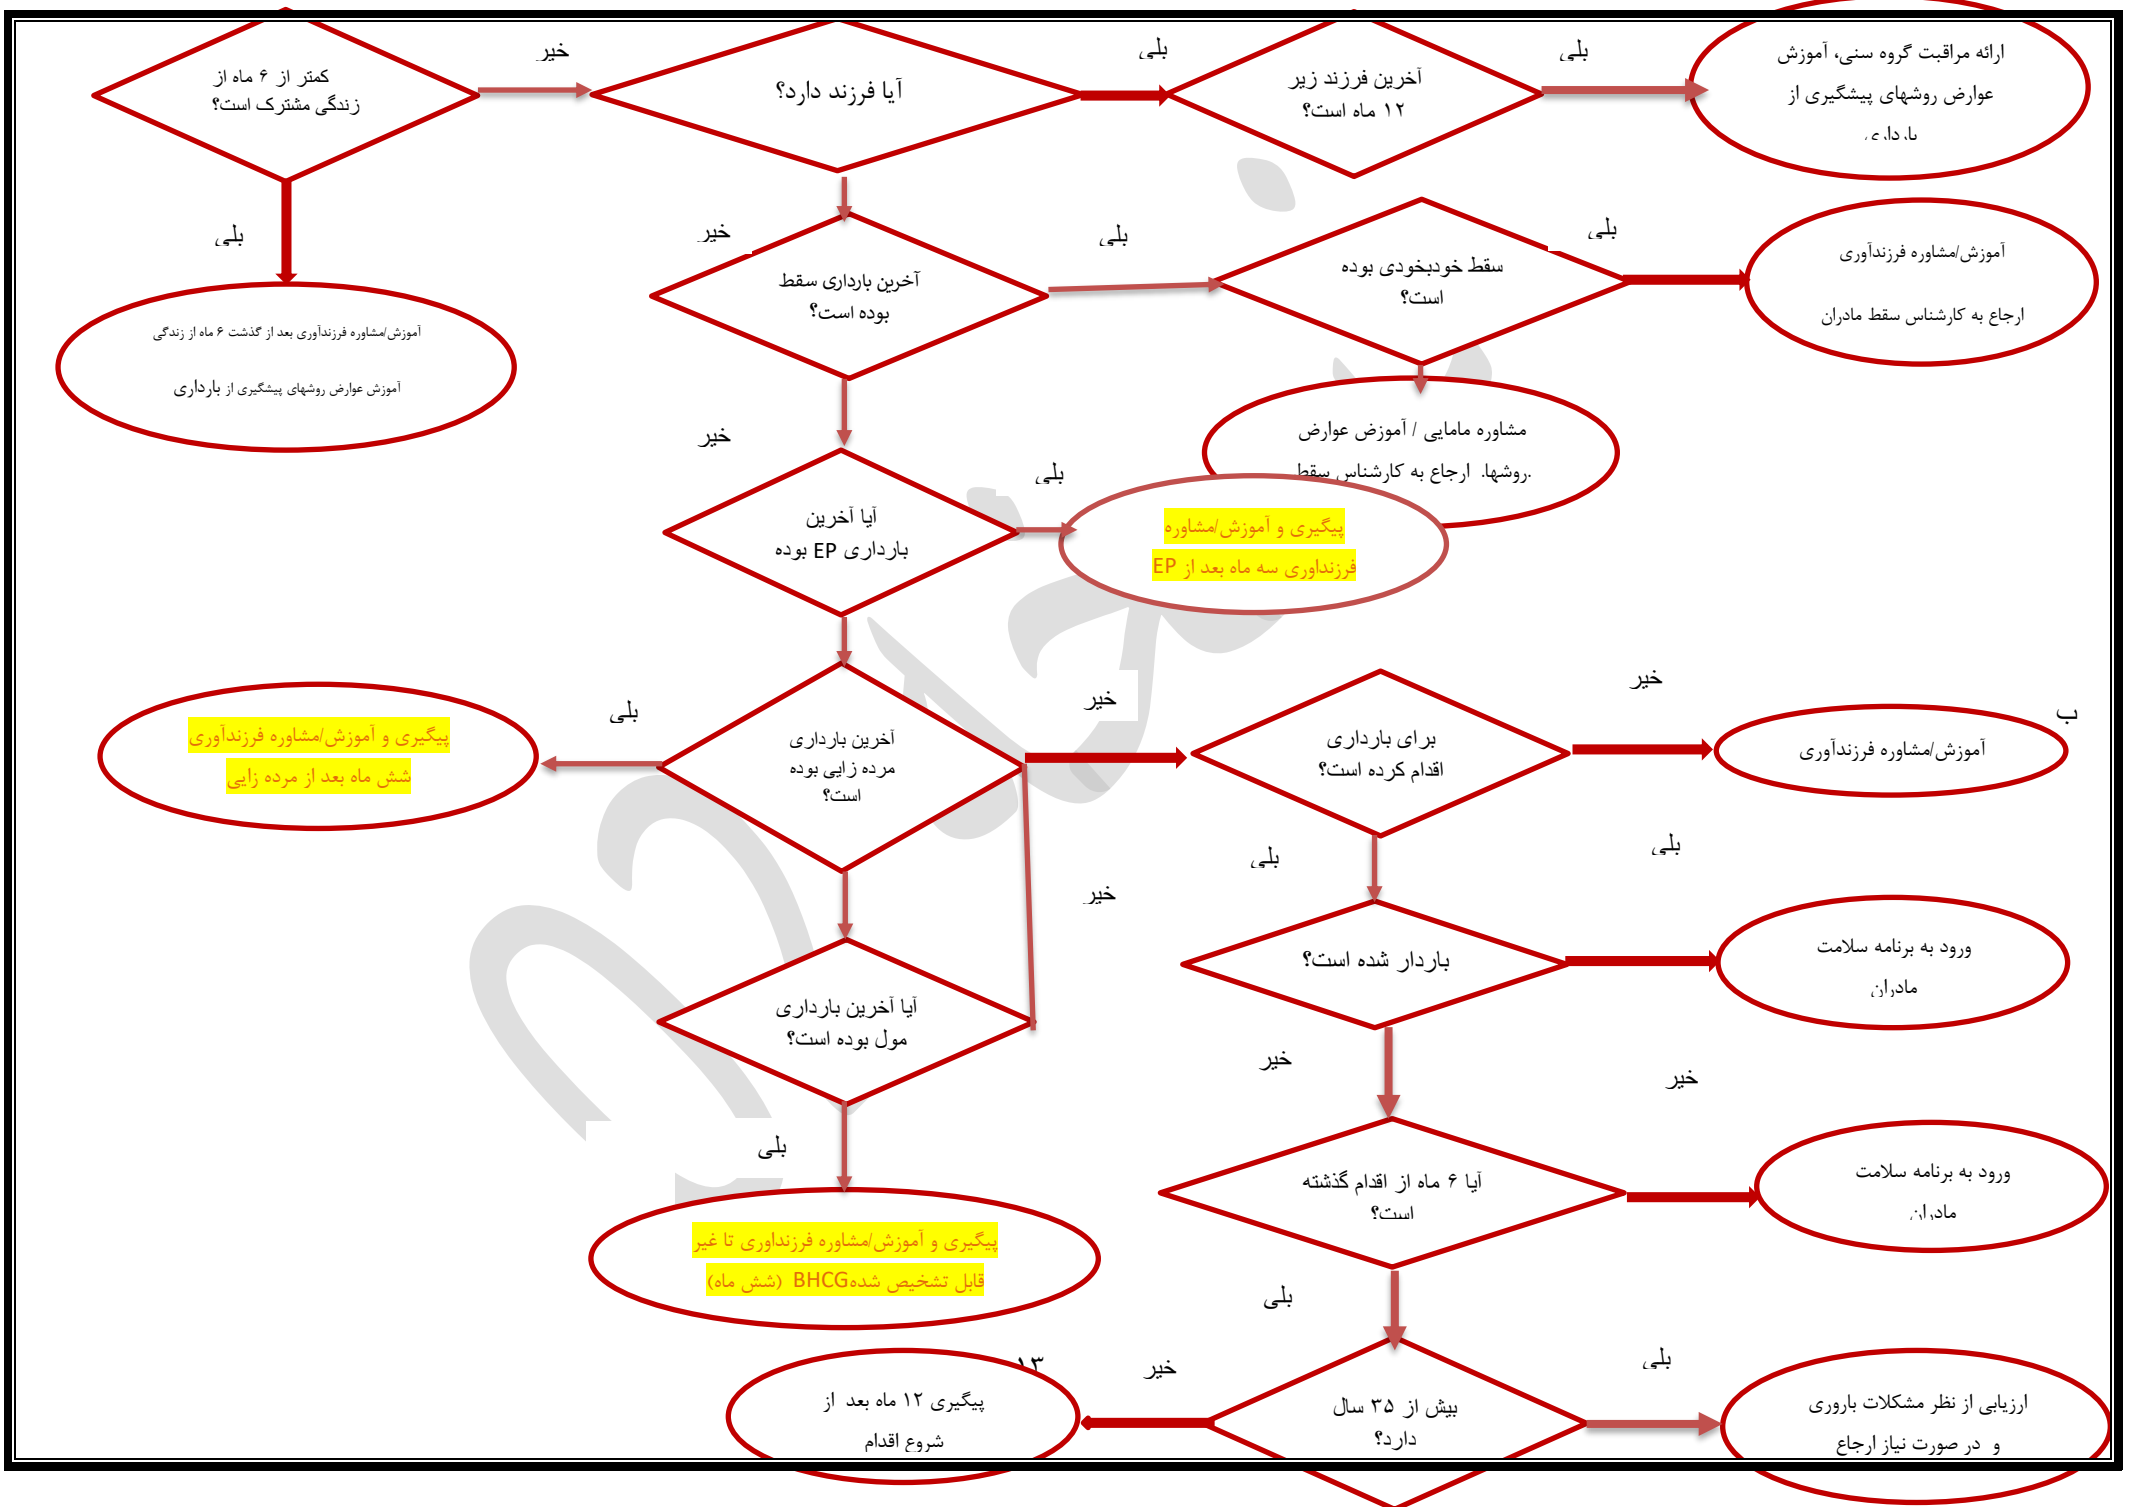 کمتر از ۶ ماه از
زندگی مشترک است؟
خیر
آیا فرزند دارد؟
بلی
آخرین فرزند زیر
۱۲ ماه است؟
بلی
ارائه مراقبت گروه سنی، آموزش
عوارض روشهای پیشگیری از
بارداری
بلی
خیر
آخرین بارداری سقط
بوده است؟
بلی
سقط خودبخودی بوده
است؟
بلی
آموزش/مشاوره فرزندآوری
ارجاع به کارشناس سقط مادران
آموزش/مشاوره فرزندآوری بعد از گذشت ۶ ماه از زندگی
آموزش عوارض روشهای پیشگیری از بارداری
خیر
مشاوره مامایی / آموزض عوارض
روشها. ارجاع به کارشناس سقط.
آیا آخرین
بارداری EP بوده
بلی
پیگیری و آموزش/مشاوره
فرزنداوری سه ماه بعد از EP
پیگیری و آموزش/مشاوره فرزندآوری
شش ماه بعد از مرده زایی
بلی
آخرین بارداری
مرده زایی بوده
است؟
خیر
برای بارداری
اقدام کرده است؟
خیر
ب
آموزش/مشاوره فرزندآوری
خیر
بلی
بلی
آیا آخرین بارداری
مول بوده است؟
باردار شده است؟
ورود به برنامه سلامت
مادران
بلی
خیر
خیر
پیگیری و آموزش/مشاوره فرزنداوری تا غیر
قابل تشخیص شدهBHCG (شش ماه)
آیا ۶ ماه از اقدام گذشته
است؟
ورود به برنامه سلامت
مادران
بلی
۱۳
پیگیری ۱۲ ماه بعد از
شروع اقدام
خیر
بیش از ۳۵ سال
دارد؟
بلی
ارزیابی از نظر مشکلات باروری
و در صورت نیاز ارجاع